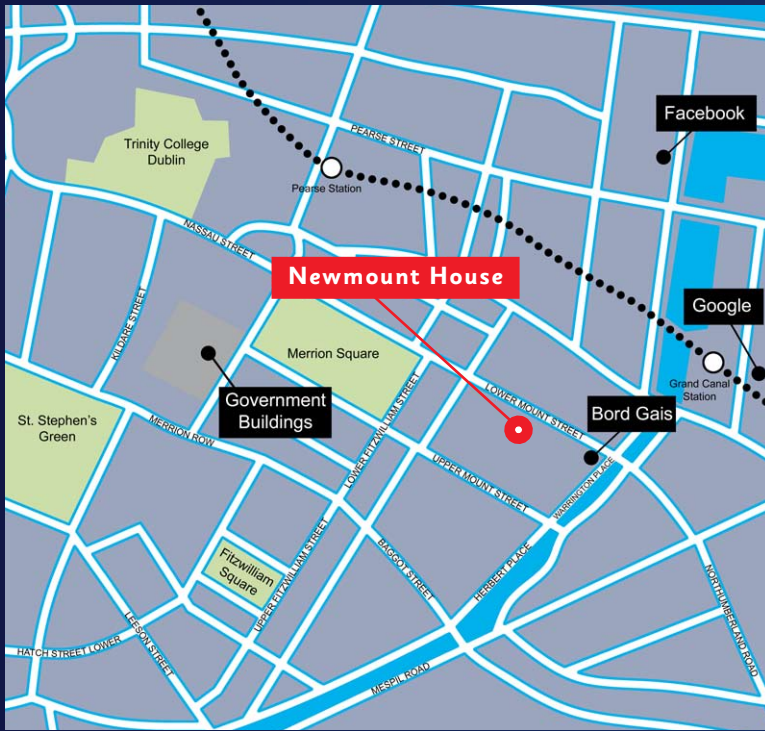 Facebook
PEARSE STREET
Trinity College
Dublin
Pearse Station
NASSAU STREET
Newmount House
Google
KILDARE STREET
Merrion Square
Grand Canal
Station
Government
Buildings
LOWER MOUNT STREET
Bord Gais
St. Stephen's
Green
MERRION ROW
LOWER FITZWILLIAM STREET
UPPER MOUNT STREET
WARRINGTON PLACE
Fitzwilliam
Square
BAGGOT STREET
HERBERT PLACE
UPPER FITZWILLIAM STREET
NORTHUMBERLAND ROAD
LEESON STREET
HATCH STREET LOWER
MESPIL ROAD